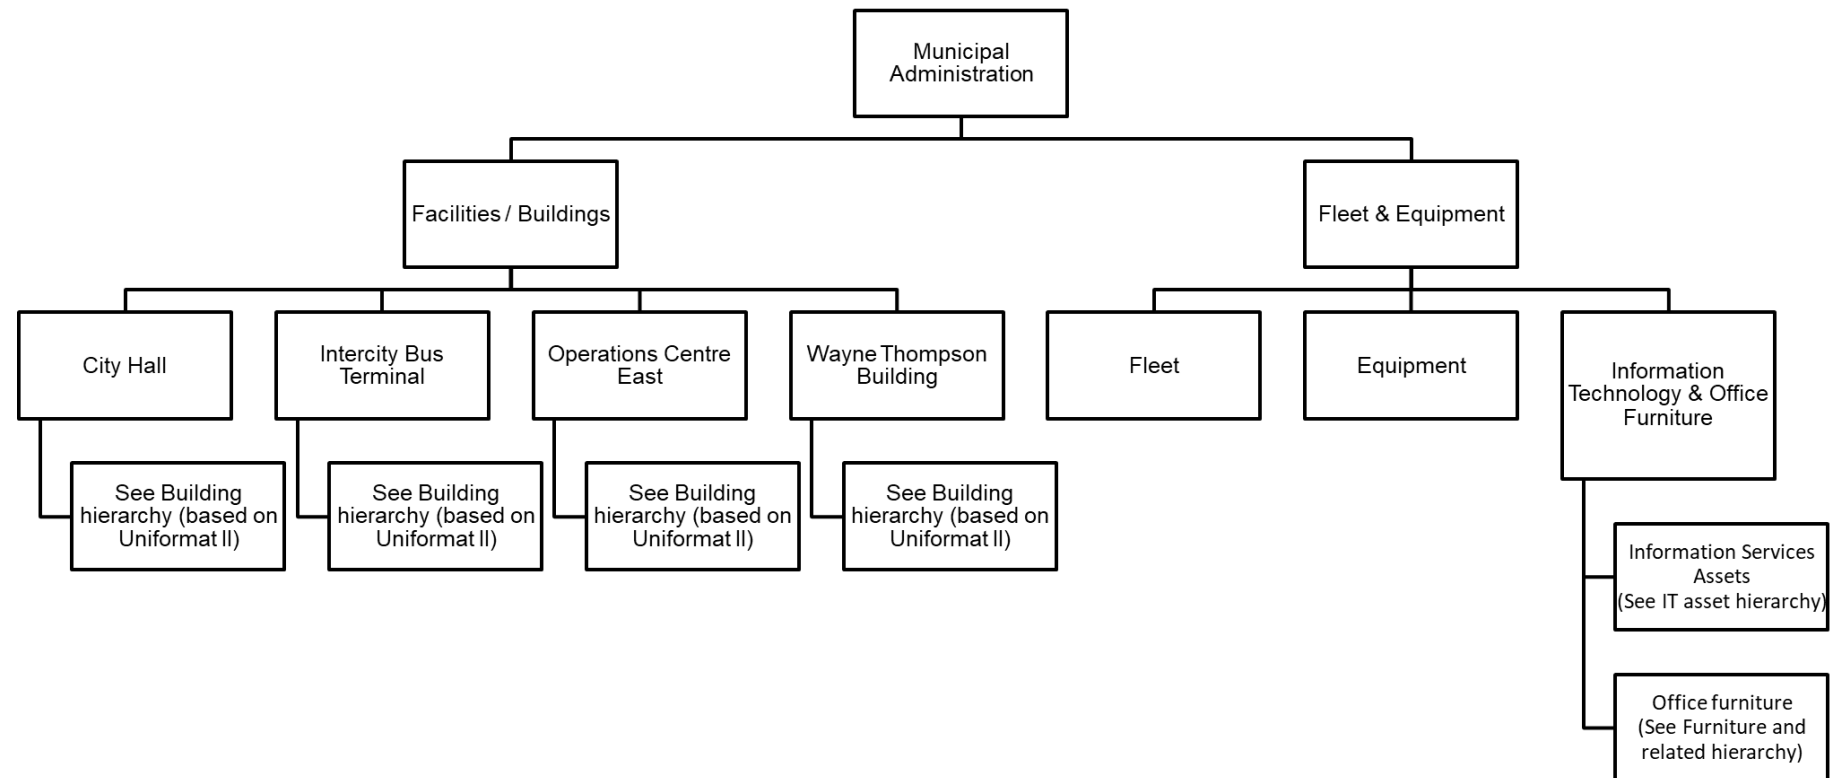 Municipal
Administration
Facilities / Buildings
Fleet & Equipment
City Hall
Intercity Bus
Terminal
Operations Centre
East
Wayne Thompson
Building
Fleet
Equipment
Information
Technology & Office
Furniture
See Building
hierarchy (based on
Uniformat II)
See Building
hierarchy (based on
Uniformat II)
See Building
hierarchy (based on
Uniformat II)
See Building
hierarchy (based on
Uniformat II)
Information Services
Assets
(See IT asset hierarchy)
Office furniture
(See Furniture and
related hierarchy)